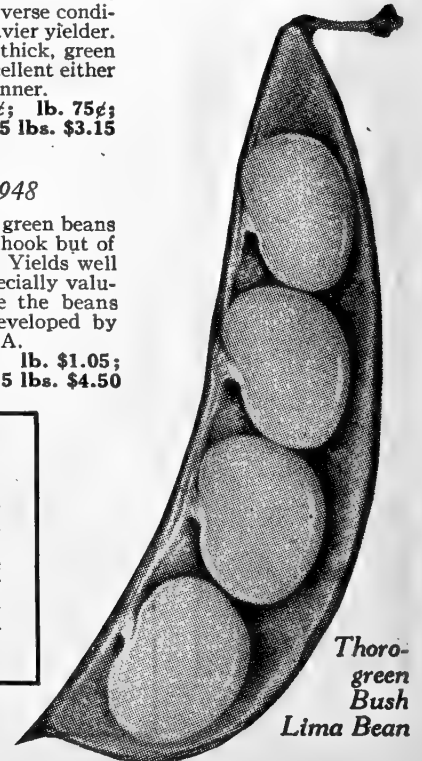 verse condi-
vier yielder.
thick, green
cellent either
nner.
¢; lb. 75¢;
5 lbs. $3.15
948
green beans
hook but of
Yields well
ecially valu-
e the beans
eveloped by
A.
lb. $1.05;
5 lbs. $4.50
Thoro-
green
Bush
Lima Bean